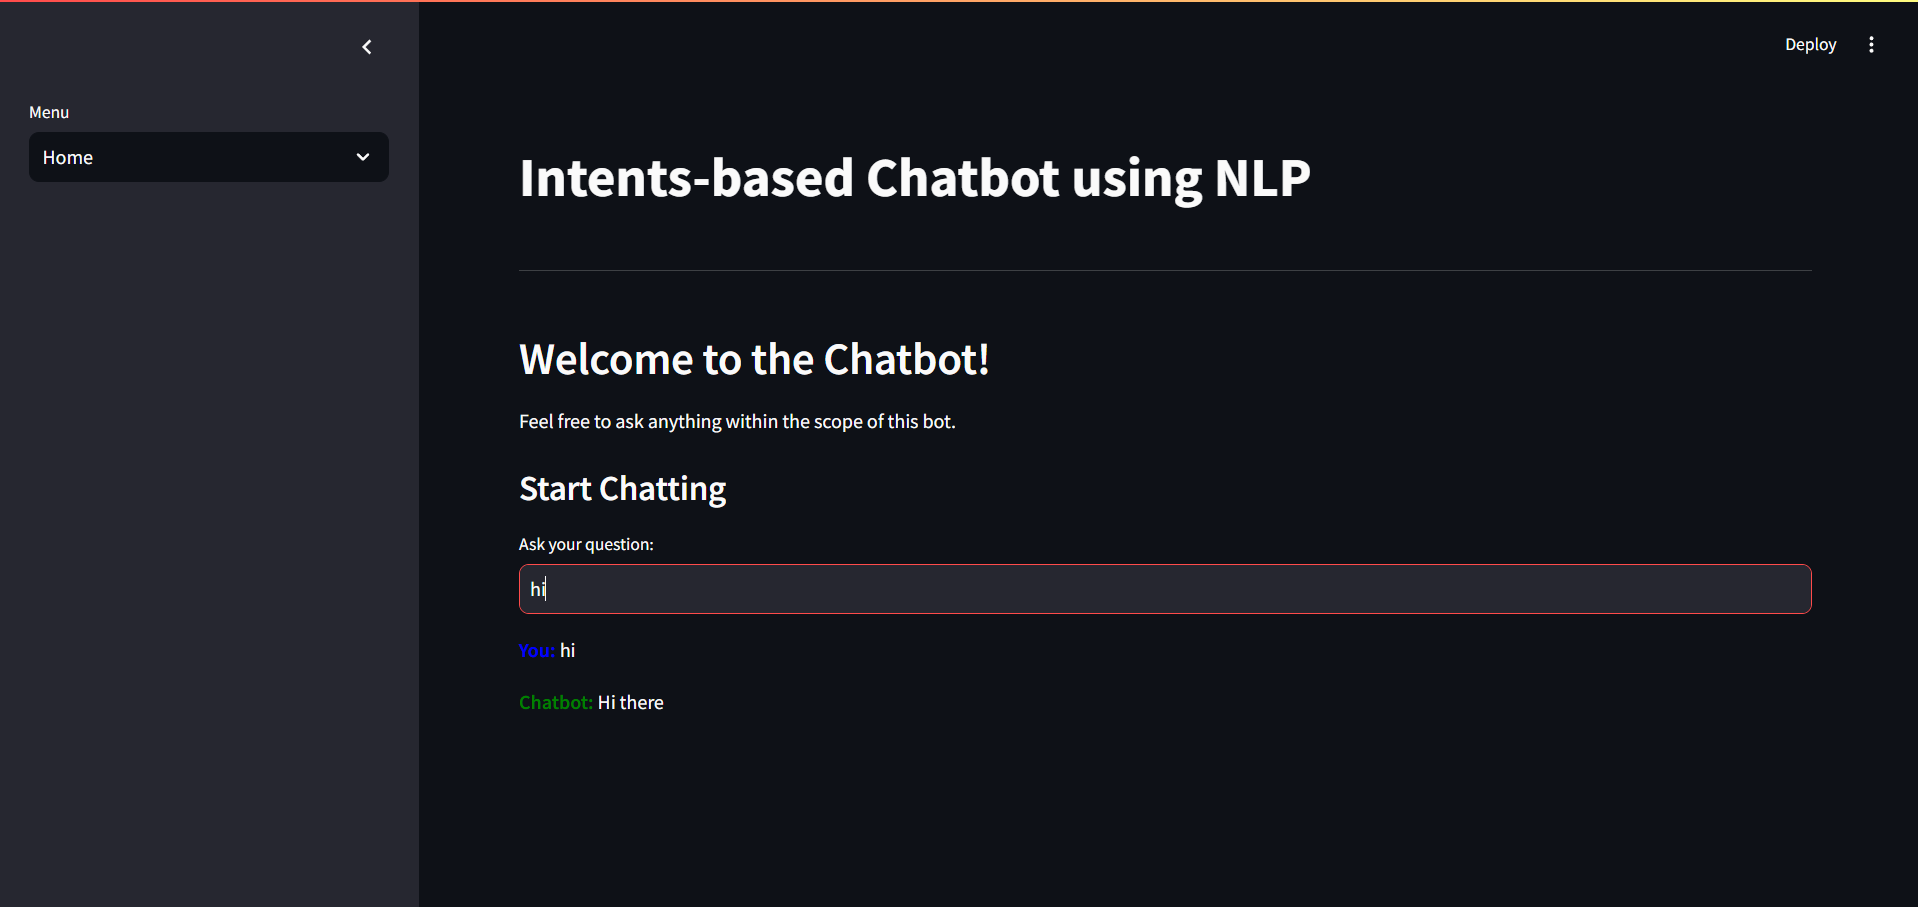 Deploy
Menu
Home
Intents-based Chatbot using NLP
Welcome to the Chatbot!
Feel free to ask anything within the scope of this bot.
Start Chatting
Ask your question:
hi
You: hi
Chatbot: Hi there